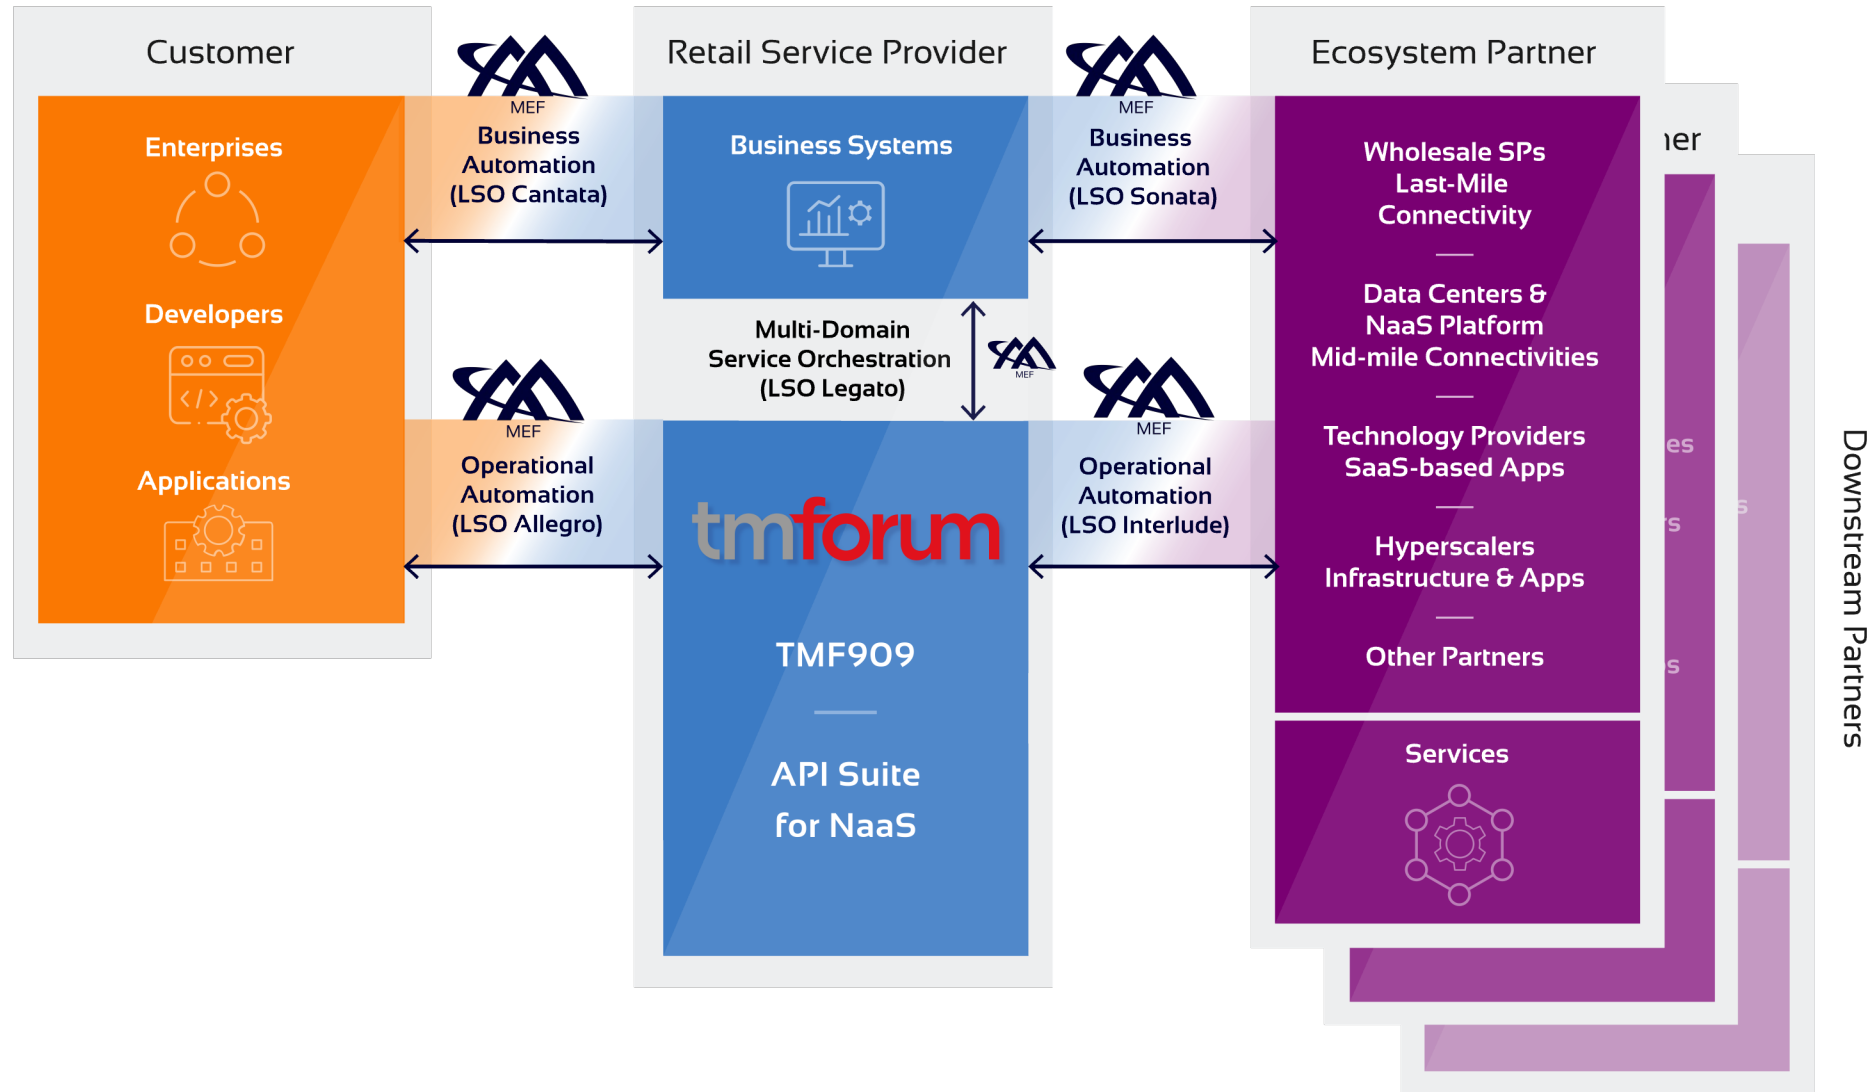 Customer
Enterprises
Developers
</>
Applications
MEF
Business
Automation
(LSO Cantata)
MEF
Operational
Automation
(LSO Allegro)
Retail Service Provider
Business Systems
Multi-Domain
Service Orchestration
(LSO Legato)
MEF
tmforum
TMF909
API Suite
for NaaS
MEF
Business
Automation
(LSO Sonata)
MEF
Operational
Automation
(LSO Interlude)
Ecosystem Partner
Wholesale SPs
Last-Mile
Connectivity
Data Centers &
NaaS Platform
Mid-mile Connectivities
Technology Providers
SaaS-based Apps
Hyperscalers
Infrastructure & Apps
Other Partners
Services
Downstream Partners